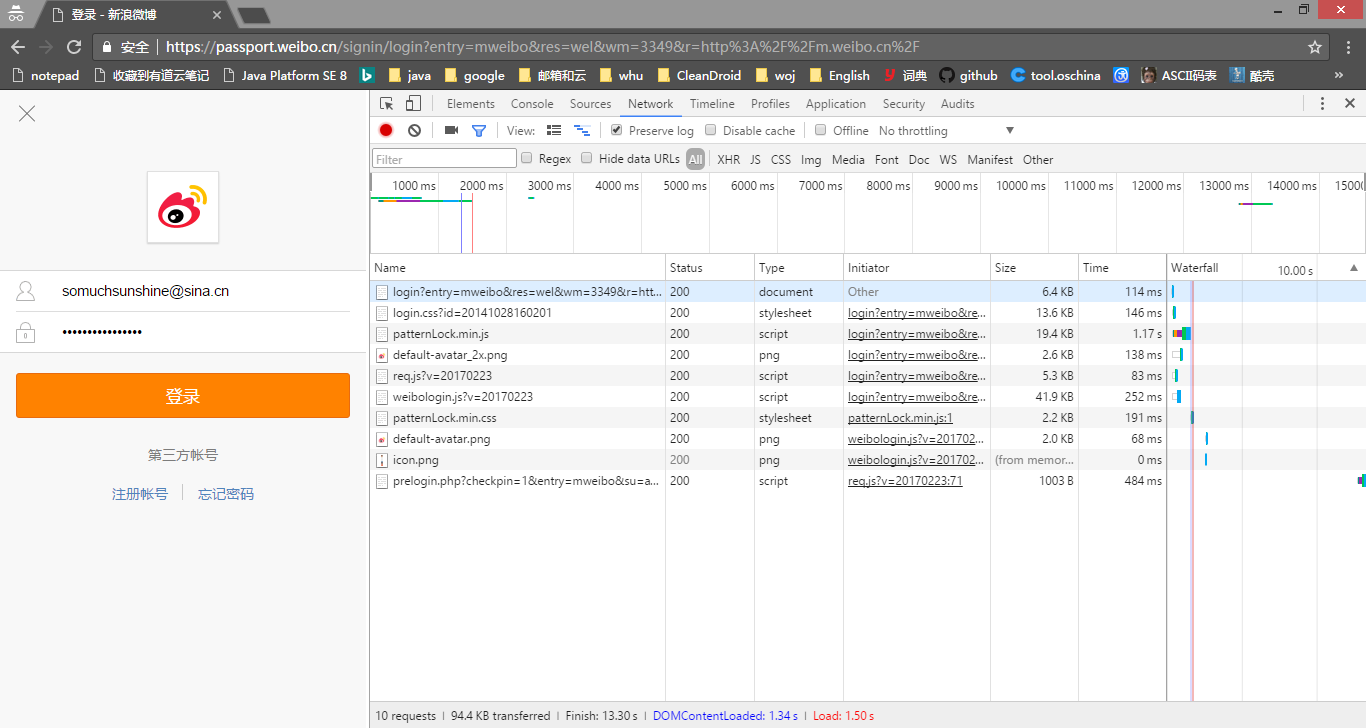 登录 - 新浪微博
安全 | https://passport.weibo.cn/signin/login?entry=mweibo&res=wel&wm=3349&r=http%3A%2F%2Fm.weibo.cn%2F
notepad 收藏到有道云笔记 Java Platform SE 8 java google 邮箱和云 whu CleanDroid woj English 词典 github tool.oschina ASCII码表 酷壳 »
somuchsunshine@sina.cn
••••••••••••••••
登录
第三方帐号
注册帐号 忘记密码
Elements Console Sources Network Timeline Profiles Application Security Audits
View: Preserve log Disable cache Offline No throttling
Filter Regex Hide data URLs All XHR JS CSS Img Media Font Doc WS Manifest Other
1000 ms 2000 ms 3000 ms 4000 ms 5000 ms 6000 ms 7000 ms 8000 ms 9000 ms 10000 ms 11000 ms 12000 ms 13000 ms 14000 ms 1500
Name Status Type Initiator Size Time Waterfall 10.00 s
login?entry=mweibo&res=wel&wm=3349&r=htt... 200 document Other 6.4 KB 114 ms
login.css?id=20141028160201 200 stylesheet login?entry=mweibo&re... 13.6 KB 146 ms
patternLock.min.js 200 script login?entry=mweibo&re... 19.4 KB 1.17 s
default-avatar_2x.png 200 png login?entry=mweibo&re... 2.6 KB 138 ms
req.js?v=20170223 200 script login?entry=mweibo&re... 5.3 KB 83 ms
weibologin.js?v=20170223 200 script login?entry=mweibo&re... 41.9 KB 252 ms
patternLock.min.css 200 stylesheet patternLock.min.js:1 2.2 KB 191 ms
default-avatar.png 200 png weibologin.js?v=201702... 2.0 KB 68 ms
icon.png 200 png weibologin.js?v=201702... (from memor... 0 ms
prelogin.php?checkpin=1&entry=mweibo&su=a... 200 script req.js?v=20170223:71 1003 B 484 ms
10 requests | 94.4 KB transferred | Finish: 13.30 s | DOMContentLoaded: 1.34 s | Load: 1.50 s